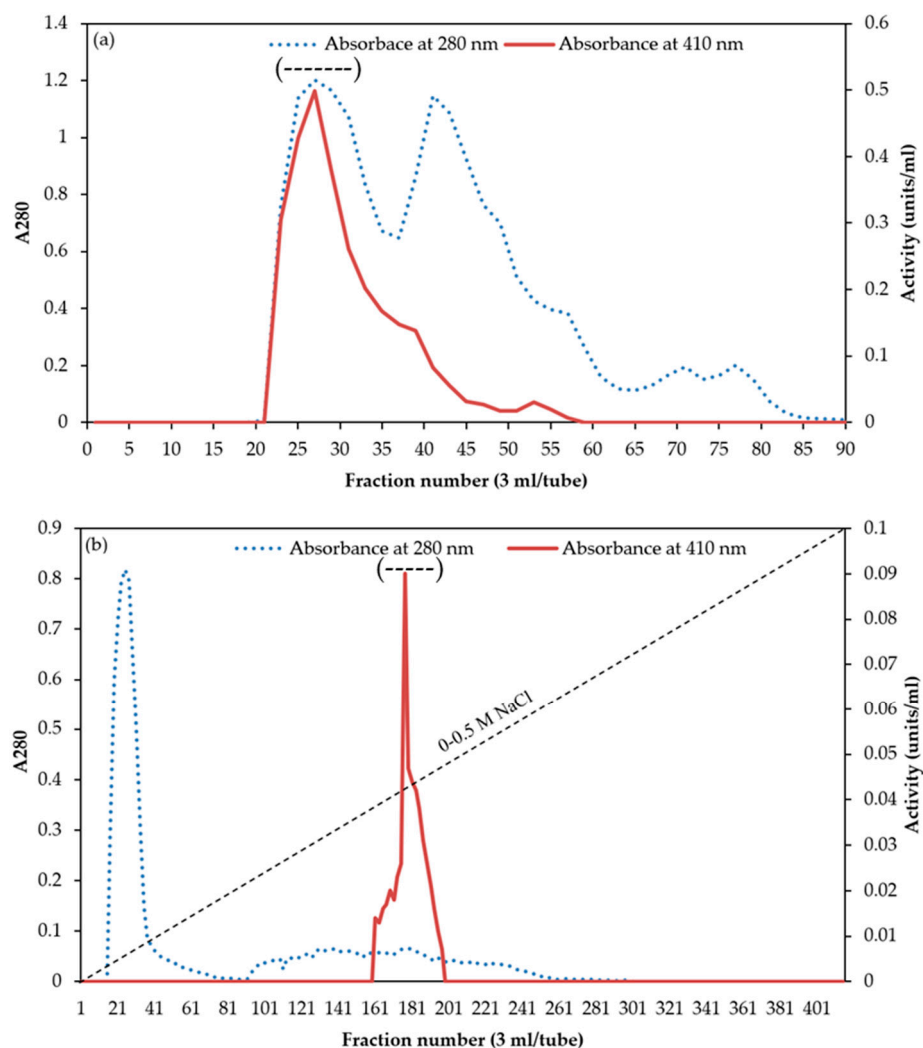 (a)
Absorbace at 280 nm Absorbance at 410 nm
(-------)
1.4
1.2
1
0.8
0.6
0.4
0.2
0
A280
0.6
0.5
0.4
0.3
0.2
0.1
0
Activity (units/ml)
0 5 10 15 20 25 30 35 40 45 50 55 60 65 70 75 80 85 90
Fraction number (3 ml/tube)
(b)
Absorbance at 280 nm Absorbance at 410 nm
(-----)
0.9
0.8
0.7
0.6
0.5
0.4
0.3
0.2
0.1
0
A280
0-0.5 M NaCl
0.1
0.09
0.08
0.07
0.06
0.05
0.04
0.03
0.02
0.01
0
Activity (units/ml)
1 21 41 61 81 101 121 141 161 181 201 221 241 261 281 301 321 341 361 381 401
Fraction number (3 ml/tube)